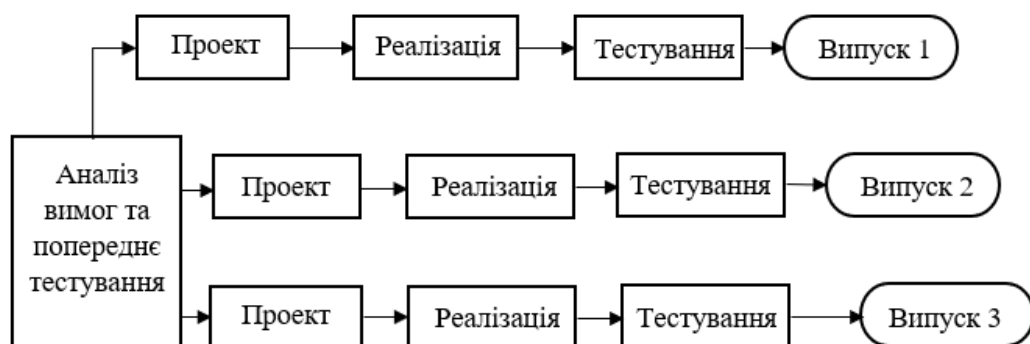 Проект
Реалізація
Тестування
Випуск 1
Аналіз
вимог та
попереднє
тестування
Проект
Реалізація
Тестування
Випуск 2
Проект
Реалізація
Тестування
Випуск 3